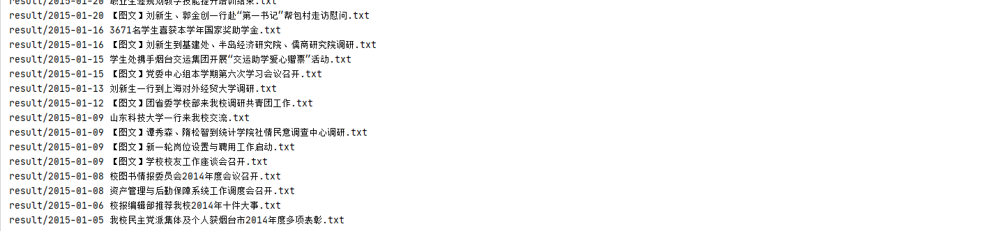 result/2015-01-20 职业生涯规划教学技能提升培训结束.txt
result/2015-01-20 【图文】刘新生、郭金创一行赴“第一书记”帮包村走访慰问.txt
result/2015-01-16 3671名学生喜获本学年国家奖助学金.txt
result/2015-01-16 【图文】刘新生到基建处、半岛经济研究院、儒商研究院调研.txt
result/2015-01-15 学生处携手烟台交运集团开展“交运助学爱心赠票”活动.txt
result/2015-01-15 【图文】党委中心组本学期第六次学习会议召开.txt
result/2015-01-13 刘新生一行到上海对外经贸大学调研.txt
result/2015-01-12 【图文】团省委学校部来我校调研共青团工作.txt
result/2015-01-09 山东科技大学一行来我校交流.txt
result/2015-01-09 【图文】谭秀森、隋松智到统计学院社情民意调查中心调研.txt
result/2015-01-09 【图文】新一轮岗位设置与聘用工作启动.txt
result/2015-01-09 【图文】学校校友工作座谈会召开.txt
result/2015-01-08 校图书情报委员会2014年度会议召开.txt
result/2015-01-08 资产管理与后勤保障系统工作调度会召开.txt
result/2015-01-06 校报编辑部推荐我校2014年十件大事.txt
result/2015-01-05 我校民主党派集体及个人获烟台市2014年度多项表彰.txt